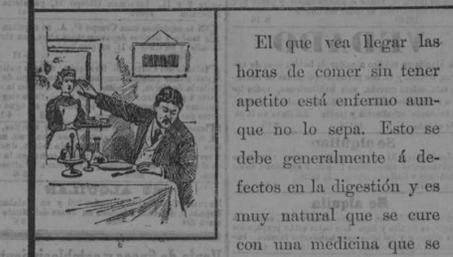 El que vea llegar las
horas de comer sin tener
apetito está enfermo aun-
que no lo sepa. Esto se
debe generalmente á de-
fectos en la digestión y es
muy natural que se cure
con una medicina que se